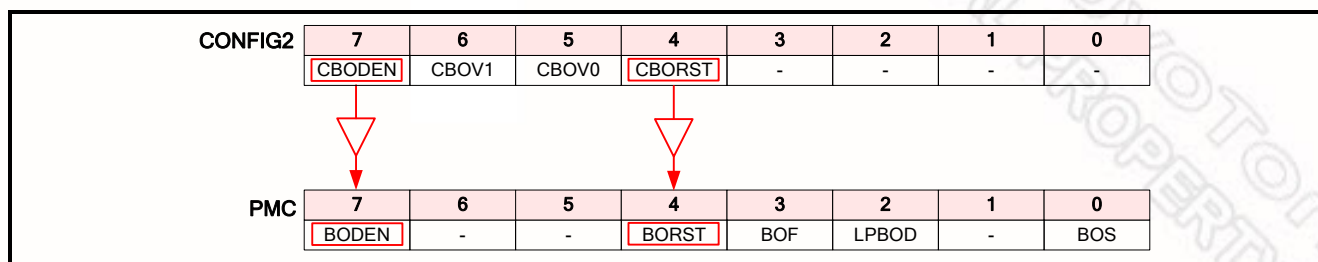 CONFIG2 7 6 5 4 3 2 1 0
CBODEN CBOV1 CBOV0 CBORST - - - -
PMC 7 6 5 4 3 2 1 0
BODEN - - BORST BOF LPBOD - BOS